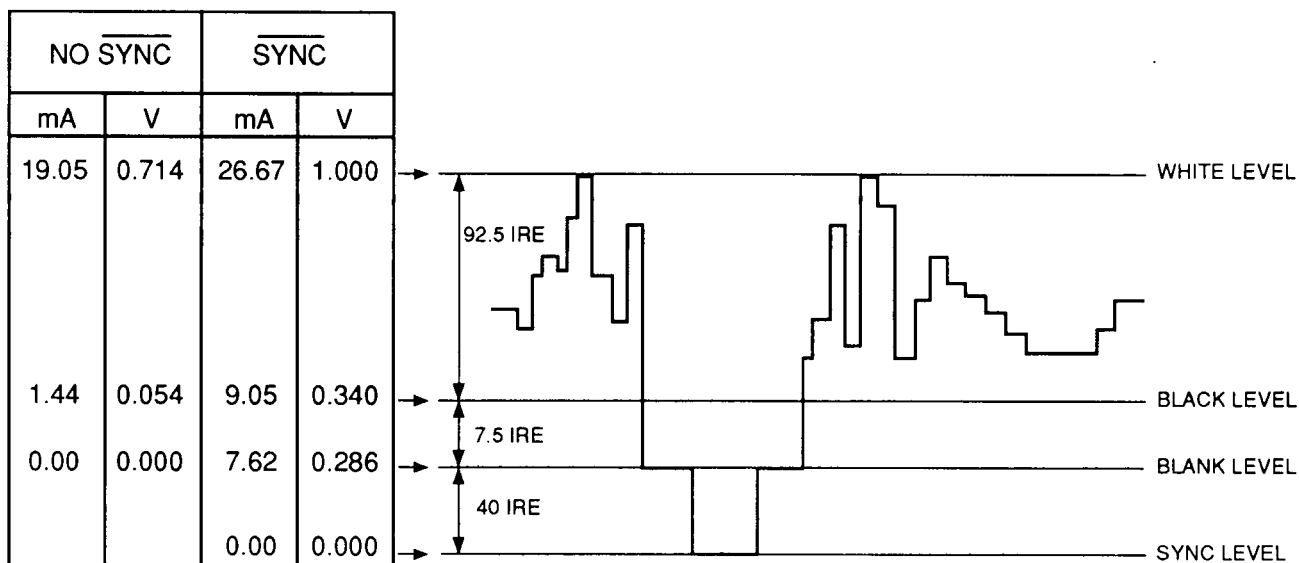 NO S̅Y̅N̅C̅ S̅Y̅N̅C̅
mA V mA V
19.05 0.714 26.67 1.000 WHITE LEVEL
92.5 IRE
1.44 0.054 9.05 0.340 BLACK LEVEL
7.5 IRE
0.00 0.000 7.62 0.286 BLANK LEVEL
40 IRE
0.00 0.000 SYNC LEVEL